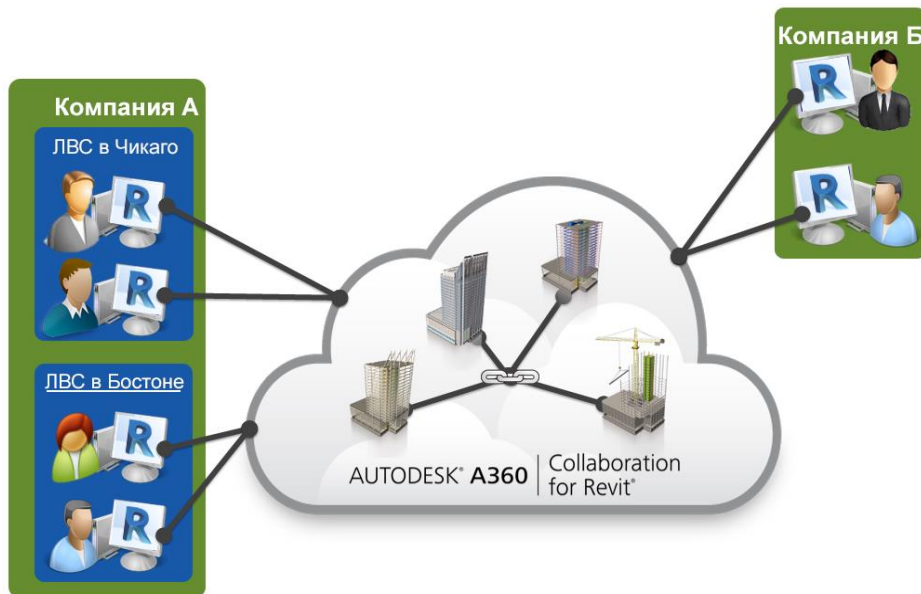 Компания А
ЛВС в Чикаго
R
R
ЛВС в Бостоне
R
R
Компания Б
R
R
AUTODESK® A360
Collaboration
for Revit®